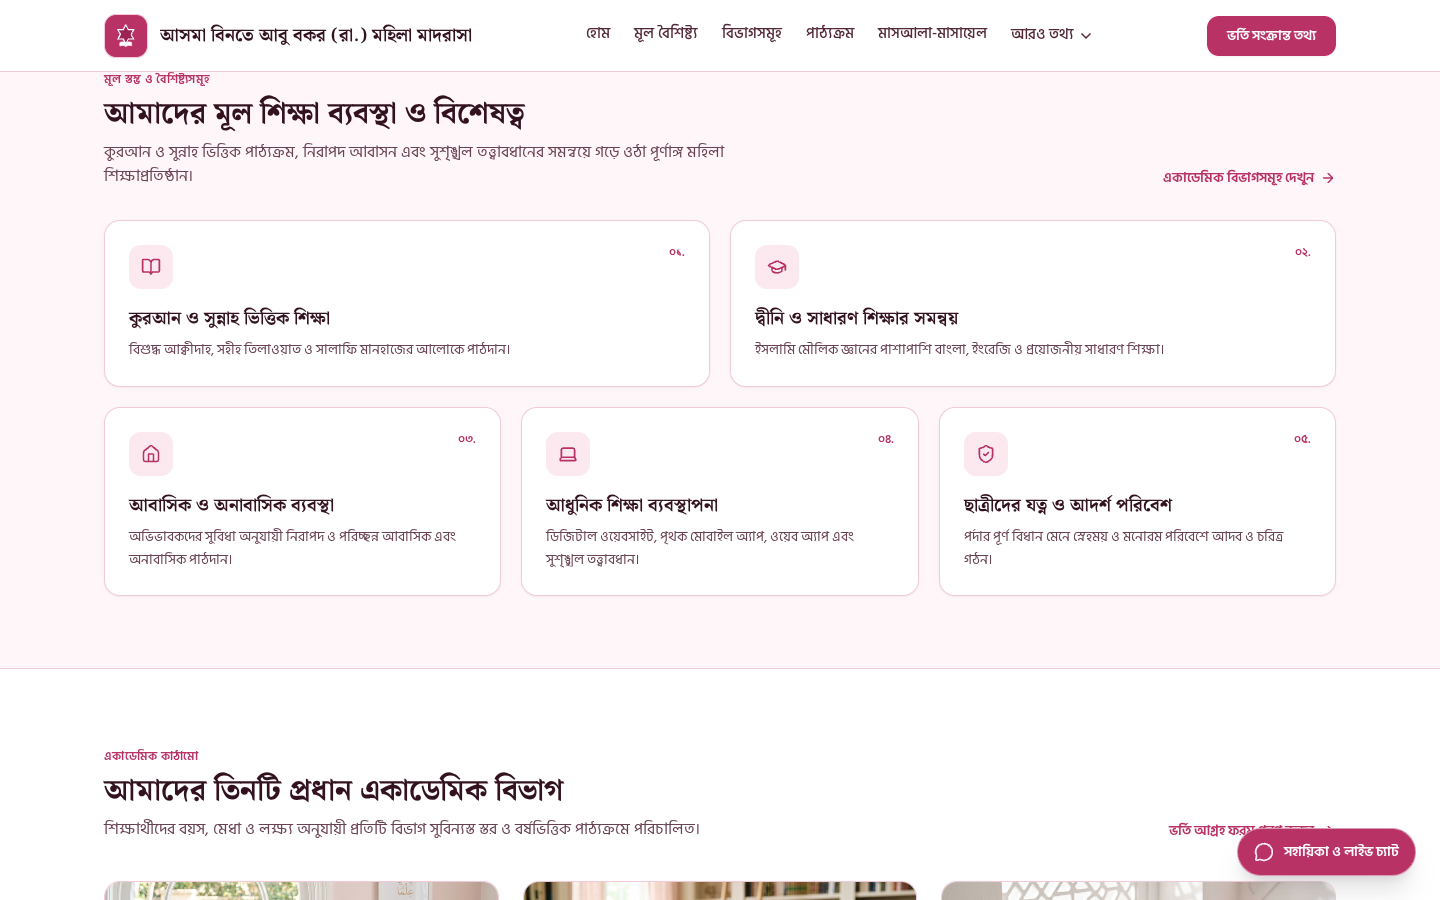 আসমা বিনতে আবু বকর (রা.) মহিলা মাদরাসা
হোম
মূল বৈশিষ্ট্য
বিভাগসমূহ
পাঠ্যক্রম
মাসআলা-মাসায়েল
আরও তথ্য
ভর্তি সংক্রান্ত তথ্য
মূল স্তম্ভ ও বৈশিষ্ট্যসমূহ
আমাদের মূল শিক্ষা ব্যবস্থা ও বিশেষত্ব
কুরআন ও সুন্নাহ ভিত্তিক পাঠ্যক্রম, নিরাপদ আবাসন এবং সুশৃঙ্খল তত্ত্বাবধানের সমন্বয়ে গড়ে ওঠা পূর্ণাঙ্গ মহিলা
শিক্ষাপ্রতিষ্ঠান।
একাডেমিক বিভাগসমূহ দেখুন →
০১.
কুরআন ও সুন্নাহ ভিত্তিক শিক্ষা
বিশুদ্ধ আক্বীদাহ, সহীহ তিলাওয়াত ও সালাফি মানহাজের আলোকে পাঠদান।
০২.
দ্বীনি ও সাধারণ শিক্ষার সমন্বয়
ইসলামি মৌলিক জ্ঞানের পাশাপাশি বাংলা, ইংরেজি ও প্রয়োজনীয় সাধারণ শিক্ষা।
০৩.
আবাসিক ও অনাবাসিক ব্যবস্থা
অভিভাবকদের সুবিধা অনুযায়ী নিরাপদ ও পরিচ্ছন্ন আবাসিক এবং
অনাবাসিক পাঠদান।
০৪.
আধুনিক শিক্ষা ব্যবস্থাপনা
ডিজিটাল ওয়েবসাইট, পৃথক মোবাইল অ্যাপ, ওয়েব অ্যাপ এবং
সুশৃঙ্খল তত্ত্বাবধান।
০৫.
ছাত্রীদের যত্ন ও আদর্শ পরিবেশ
পর্দার পূর্ণ বিধান মেনে স্নেহময় ও মনোরম পরিবেশে আদব ও চরিত্র
গঠন।
একাডেমিক কাঠামো
আমাদের তিনটি প্রধান একাডেমিক বিভাগ
শিক্ষার্থীদের বয়স, মেধা ও লক্ষ্য অনুযায়ী প্রতিটি বিভাগ সুবিন্যস্ত স্তর ও বর্ষভিত্তিক পাঠ্যক্রমে পরিচালিত।
ভর্তি আগ্রহ ফরম
সহায়িকা ও লাইভ চ্যাট